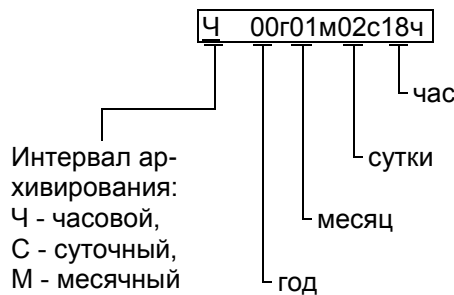 Ч 00г01м02с18ч
час
сутки
месяц
год
Интервал ар-
хивирования:
Ч - часовой,
С - суточный,
М - месячный